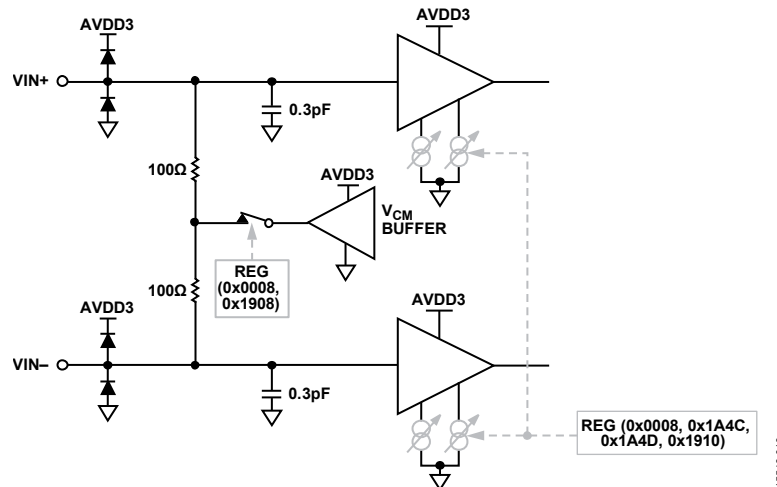 AVDD3
AVDD3
VIN+
0.3pF
100Ω
AVDD3
VCM
BUFFER
REG
(0x0008,
0x1908)
100Ω
AVDD3
AVDD3
VIN–
0.3pF
REG (0x0008, 0x1A4C,
0x1A4D, 0x1910)